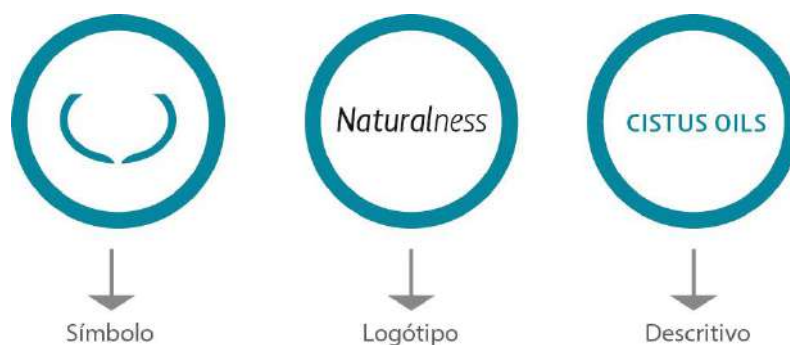 Naturalness
CISTUS OILS
Símbolo
Logótipo
Descritivo